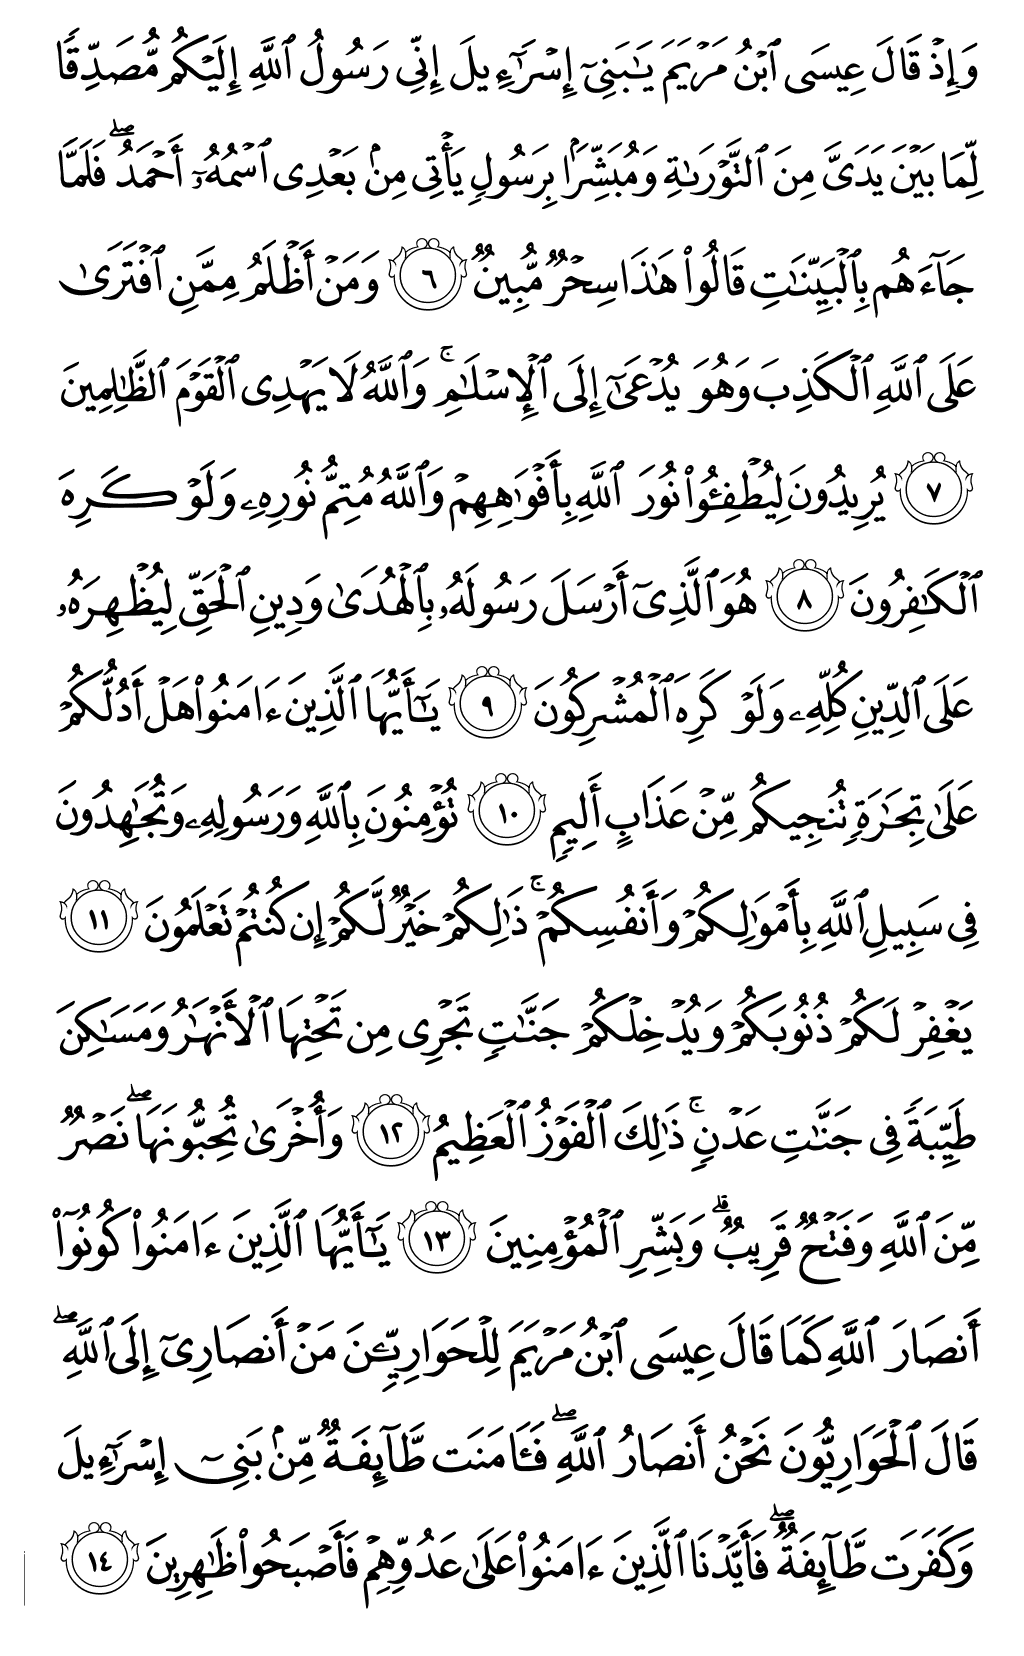 وَإِذْ قَالَ عِيسَى ٱبْنُ مَرْيَمَ يَـٰبَنِىٓ إِسْرَٰٓءِيلَ إِنِّى رَسُولُ ٱللَّهِ إِلَيْكُم مُّصَدِّقًا
لِّمَا بَيْنَ يَدَىَّ مِنَ ٱلتَّوْرَىٰةِ وَمُبَشِّرًۢا بِرَسُولٍ يَأْتِى مِنۢ بَعْدِى ٱسْمُهُۥٓ أَحْمَدُ ۖ فَلَمَّا
جَآءَهُم بِٱلْبَيِّنَـٰتِ قَالُوا۟ هَـٰذَا سِحْرٌ مُّبِينٌ ٦ وَمَنْ أَظْلَمُ مِمَّنِ ٱفْتَرَىٰ
عَلَى ٱللَّهِ ٱلْكَذِبَ وَهُوَ يُدْعَىٰٓ إِلَى ٱلْإِسْلَـٰمِ ۚ وَٱللَّهُ لَا يَهْدِى ٱلْقَوْمَ ٱلظَّـٰلِمِينَ
٧ يُرِيدُونَ لِيُطْفِـُٔوا۟ نُورَ ٱللَّهِ بِأَفْوَٰهِهِمْ وَٱللَّهُ مُتِمُّ نُورِهِۦ وَلَوْ كَرِهَ
ٱلْكَـٰفِرُونَ ٨ هُوَ ٱلَّذِىٓ أَرْسَلَ رَسُولَهُۥ بِٱلْهُدَىٰ وَدِينِ ٱلْحَقِّ لِيُظْهِرَهُۥ
عَلَى ٱلدِّينِ كُلِّهِۦ وَلَوْ كَرِهَ ٱلْمُشْرِكُونَ ٩ يَـٰٓأَيُّهَا ٱلَّذِينَ ءَامَنُوا۟ هَلْ أَدُلُّكُمْ
عَلَىٰ تِجَـٰرَةٍ تُنجِيكُم مِّنْ عَذَابٍ أَلِيمٍ ١٠ تُؤْمِنُونَ بِٱللَّهِ وَرَسُولِهِۦ وَتُجَـٰهِدُونَ
فِى سَبِيلِ ٱللَّهِ بِأَمْوَٰلِكُمْ وَأَنفُسِكُمْ ۚ ذَٰلِكُمْ خَيْرٌ لَّكُمْ إِن كُنتُمْ تَعْلَمُونَ ١١
يَغْفِرْ لَكُمْ ذُنُوبَكُمْ وَيُدْخِلْكُمْ جَنَّـٰتٍ تَجْرِى مِن تَحْتِهَا ٱلْأَنْهَـٰرُ وَمَسَـٰكِنَ
طَيِّبَةً فِى جَنَّـٰتِ عَدْنٍ ۚ ذَٰلِكَ ٱلْفَوْزُ ٱلْعَظِيمُ ١٢ وَأُخْرَىٰ تُحِبُّونَهَا ۖ نَصْرٌ
مِّنَ ٱللَّهِ وَفَتْحٌ قَرِيبٌ ۗ وَبَشِّرِ ٱلْمُؤْمِنِينَ ١٣ يَـٰٓأَيُّهَا ٱلَّذِينَ ءَامَنُوا۟ كُونُوٓا۟
أَنصَارَ ٱللَّهِ كَمَا قَالَ عِيسَى ٱبْنُ مَرْيَمَ لِلْحَوَارِيِّـۧنَ مَنْ أَنصَارِىٓ إِلَى ٱللَّهِ ۖ
قَالَ ٱلْحَوَارِيُّونَ نَحْنُ أَنصَارُ ٱللَّهِ ۖ فَـَٔامَنَت طَّآئِفَةٌ مِّنۢ بَنِىٓ إِسْرَٰٓءِيلَ
وَكَفَرَت طَّآئِفَةٌ ۖ فَأَيَّدْنَا ٱلَّذِينَ ءَامَنُوا۟ عَلَىٰ عَدُوِّهِمْ فَأَصْبَحُوا۟ ظَـٰهِرِينَ ١٤